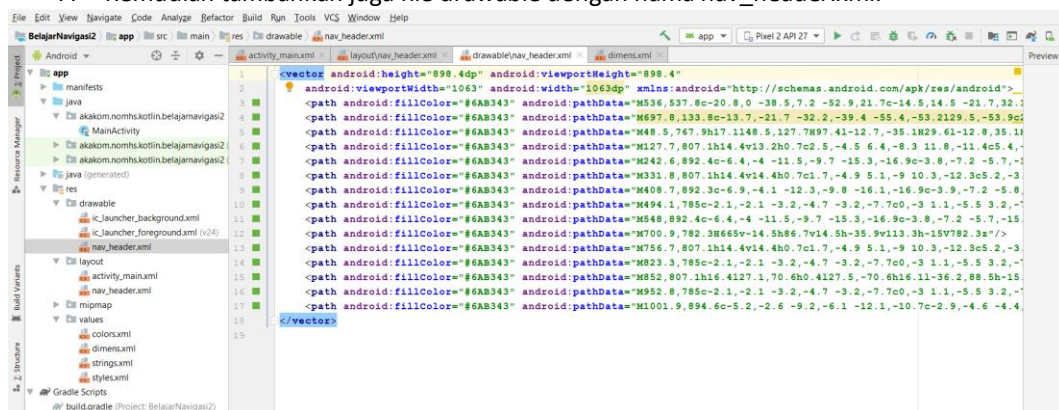 Kemudian tambahkan juga file drawable dengan nama nav_header.xml.
File Edit View Navigate Code Analyze Refactor Build Run Tools VCS Window Help
BelajarNavigasi2 app src main res drawable nav_header.xml
app Pixel 2 API 27
Android
activity_main.xml layout\nav_header.xml drawable\nav_header.xml dimens.xml
Preview
1: Project
Resource Manager
Build Variants
Z: Structure
app
manifests
java
akakom.nomhs.kotlin.belajarnavigasi2
MainActivity
akakom.nomhs.kotlin.belajarnavigasi2
akakom.nomhs.kotlin.belajarnavigasi2
java (generated)
res
drawable
ic_launcher_background.xml
ic_launcher_foreground.xml (v24)
nav_header.xml
layout
activity_main.xml
nav_header.xml
mipmap
values
colors.xml
dimens.xml
strings.xml
styles.xml
Gradle Scripts
build.gradle (Project: BelajarNavigasi2)
1 <vector android:height="898.4dp" android:viewportHeight="898.4"
2 android:viewportWidth="1063" android:width="1063dp" xmlns:android="http://schemas.android.com/apk/res/android">
3 <path android:fillColor="#6AB343" android:pathData="M536,537.8c-20.8,0 -38.5,7.2 -52.9,21.7c-14.5,14.5 -21.7,32.1
4 <path android:fillColor="#6AB343" android:pathData="M697.8,133.8c-13.7,-21.7 -32.2,-39.4 -55.4,-53.2l29.5,-53.9c2
5 <path android:fillColor="#6AB343" android:pathData="M48.5,767.9h17.1l48.5,127.7H97.4l-12.7,-35.1H29.6l-12.8,35.1H
6 <path android:fillColor="#6AB343" android:pathData="M127.7,807.1h14.4v13.2h0.7c2.5,-4.5 6.4,-8.3 11.8,-11.4c5.4,-
7 <path android:fillColor="#6AB343" android:pathData="M242.6,892.4c-6.4,-4 -11.5,-9.7 -15.3,-16.9c-3.8,-7.2 -5.7,-1
8 <path android:fillColor="#6AB343" android:pathData="M331.8,807.1h14.4v14.4h0.7c1.7,-4.9 5.1,-9 10.3,-12.3c5.2,-3.
9 <path android:fillColor="#6AB343" android:pathData="M408.7,892.3c-6.9,-4.1 -12.3,-9.8 -16.1,-16.9c-3.9,-7.2 -5.8,
10 <path android:fillColor="#6AB343" android:pathData="M494.1,785c-2.1,-2.1 -3.2,-4.7 -3.2,-7.7c0,-3 1.1,-5.5 3.2,-7
11 <path android:fillColor="#6AB343" android:pathData="M548,892.4c-6.4,-4 -11.5,-9.7 -15.3,-16.9c-3.8,-7.2 -5.7,-15.
12 <path android:fillColor="#6AB343" android:pathData="M700.9,782.3H665v-14.5h86.7v14.5h-35.9v113.3h-15V782.3z"/>
13 <path android:fillColor="#6AB343" android:pathData="M756.7,807.1h14.4v14.4h0.7c1.7,-4.9 5.1,-9 10.3,-12.3c5.2,-3.
14 <path android:fillColor="#6AB343" android:pathData="M823.3,785c-2.1,-2.1 -3.2,-4.7 -3.2,-7.7c0,-3 1.1,-5.5 3.2,-
15 <path android:fillColor="#6AB343" android:pathData="M852,807.1h16.4l27.1,70.6h0.4l27.5,-70.6h16.1l-36.2,88.5h-15
16 <path android:fillColor="#6AB343" android:pathData="M952.8,785c-2.1,-2.1 -3.2,-4.7 -3.2,-7.7c0,-3 1.1,-5.5 3.2,-7
17 <path android:fillColor="#6AB343" android:pathData="M1001.9,894.6c-5.2,-2.6 -9.2,-6.1 -12.1,-10.7c-2.9,-4.6 -4.4,
18 </vector>
19